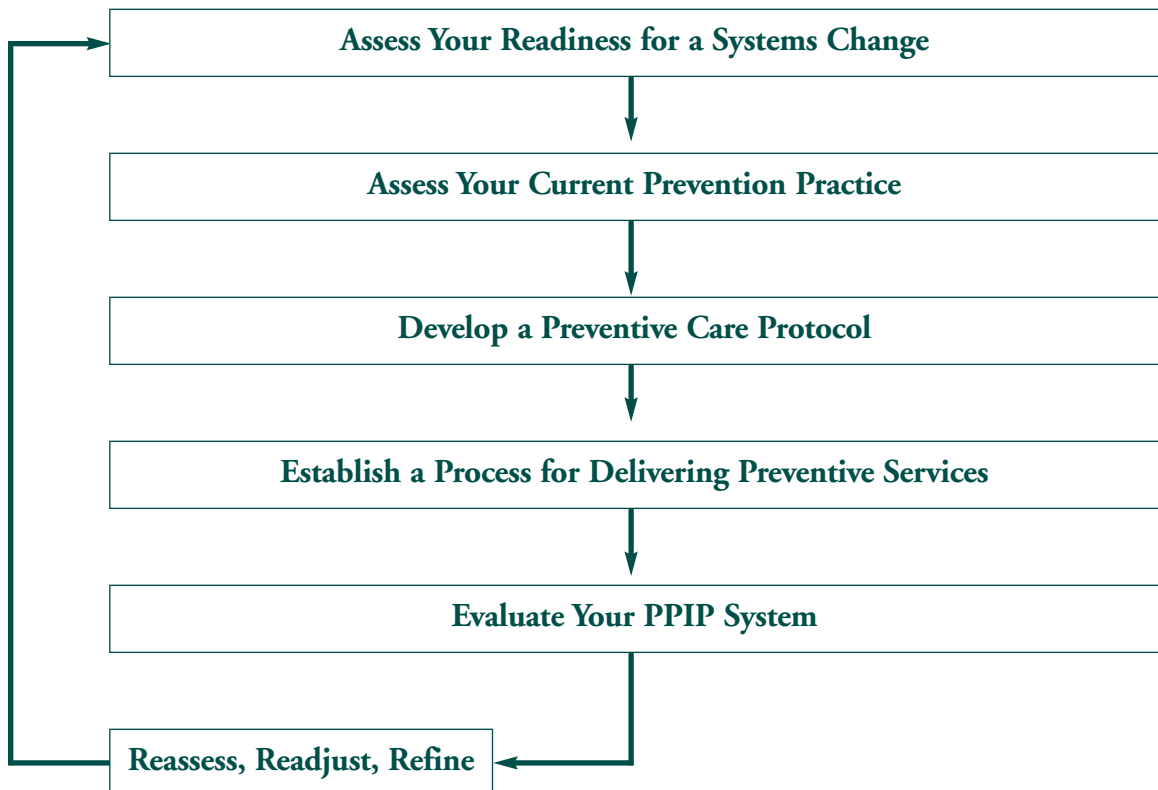 Assess Your Readiness for a Systems Change
Assess Your Current Prevention Practice
Develop a Preventive Care Protocol
Establish a Process for Delivering Preventive Services
Evaluate Your PPIP System
Reassess, Readjust, Refine